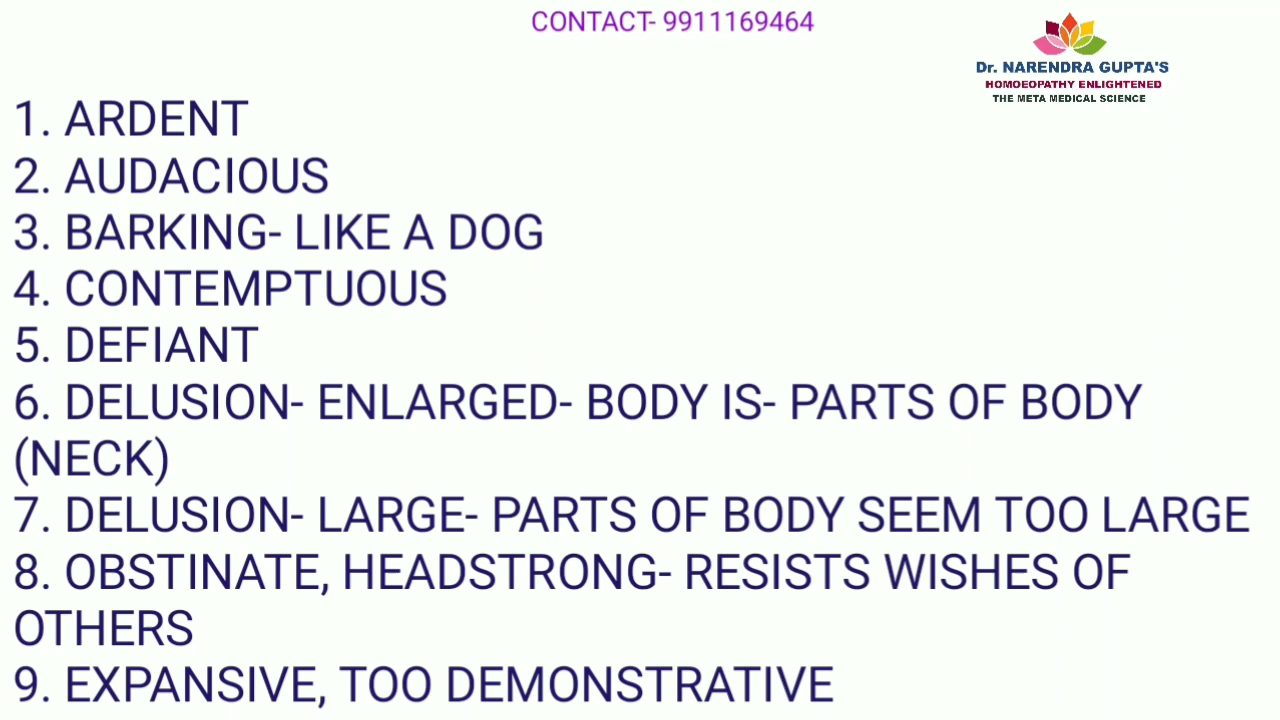 CONTACT- 9911169464
Dr. NARENDRA GUPTA'S
HOMOEOPATHY ENLIGHTENED
THE META MEDICAL SCIENCE
1. ARDENT
2. AUDACIOUS
3. BARKING- LIKE A DOG
4. CONTEMPTUOUS
5. DEFIANT
6. DELUSION- ENLARGED- BODY IS- PARTS OF BODY
(NECK)
7. DELUSION- LARGE- PARTS OF BODY SEEM TOO LARGE
8. OBSTINATE, HEADSTRONG- RESISTS WISHES OF
OTHERS
9. EXPANSIVE, TOO DEMONSTRATIVE